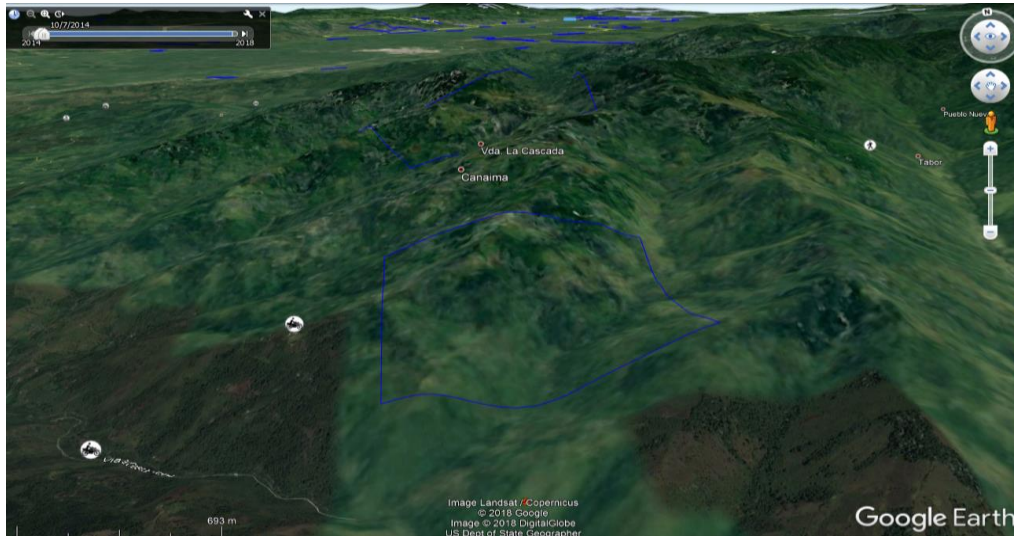 10/7/2014
2014
2018
N
Pueblo Nuev
Tabor
Vda. La Cascada
Canaima
693 m
Image Landsat / Copernicus
© 2018 Google
Image © 2018 DigitalGlobe
US Dept of State Geographer
Google Earth